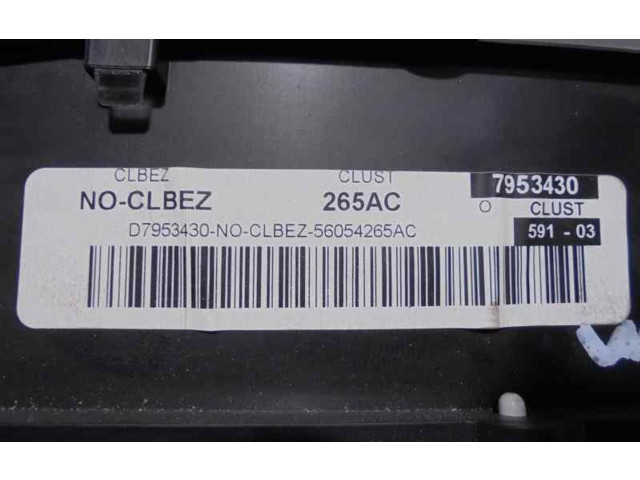 CLBEZ CLUST 7953430
NO-CLBEZ 265AC O CLUST
D7953430-NO-CLBEZ-56054265AC 591 - 03